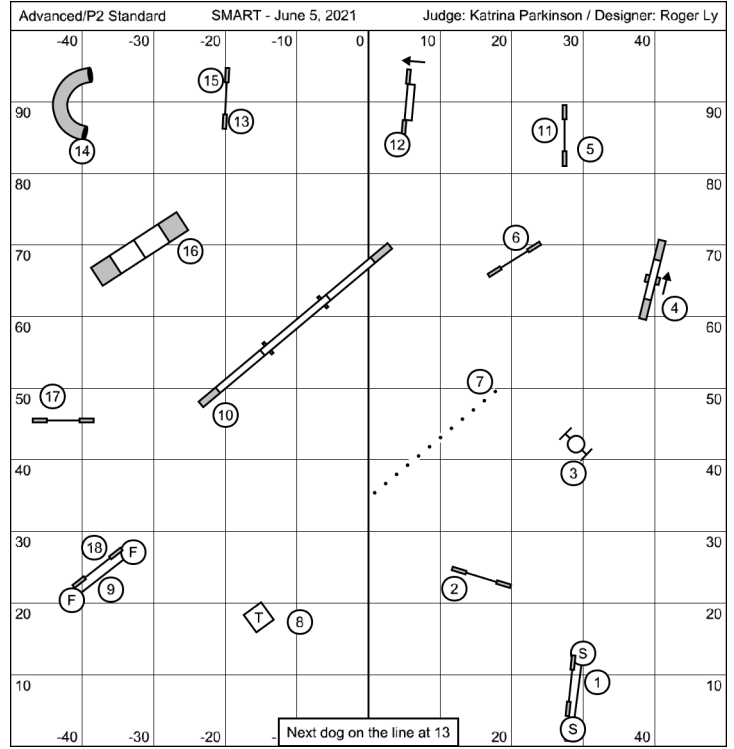 Advanced/P2 Standard SMART - June 5, 2021 Judge: Katrina Parkinson / Designer: Roger Ly
-40 -30 -20 -10 0 10 20 30 40
15
90 14 13 12 11 5 90
80 80
6
16
70 70
4
60 60
7
17
50 10 50
3
40 40
30 30
18 F
F 9 2
20 T 8 20
S
10 1 10
S
-40 -30 -20 - Next dog on the line at 13 20 30 40